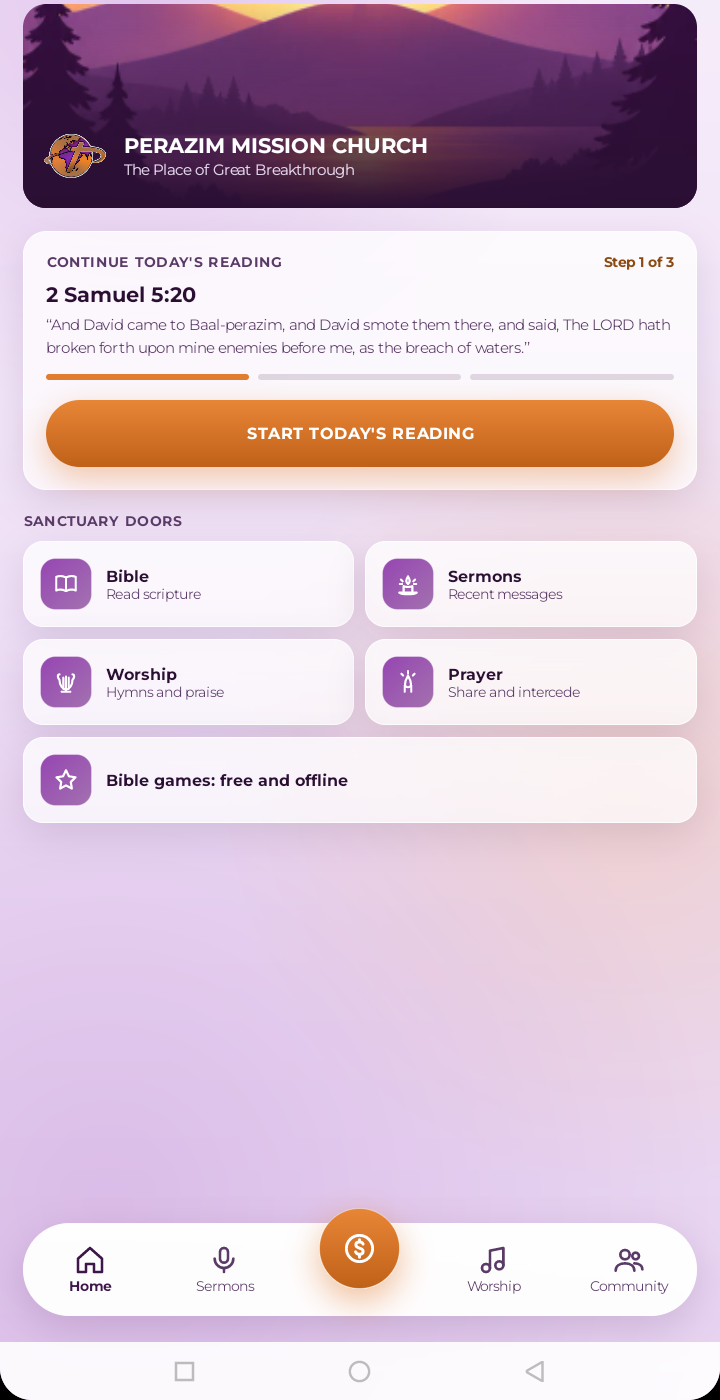 PERAZIM MISSION CHURCH
The Place of Great Breakthrough
CONTINUE TODAY'S READING
Step 1 of 3
2 Samuel 5:20
“And David came to Baal-perazim, and David smote them there, and said, The LORD hath
broken forth upon mine enemies before me, as the breach of waters.”
START TODAY'S READING
SANCTUARY DOORS
Bible
Read scripture
Sermons
Recent messages
Worship
Hymns and praise
Prayer
Share and intercede
Bible games: free and offline
Home
Sermons
Worship
Community